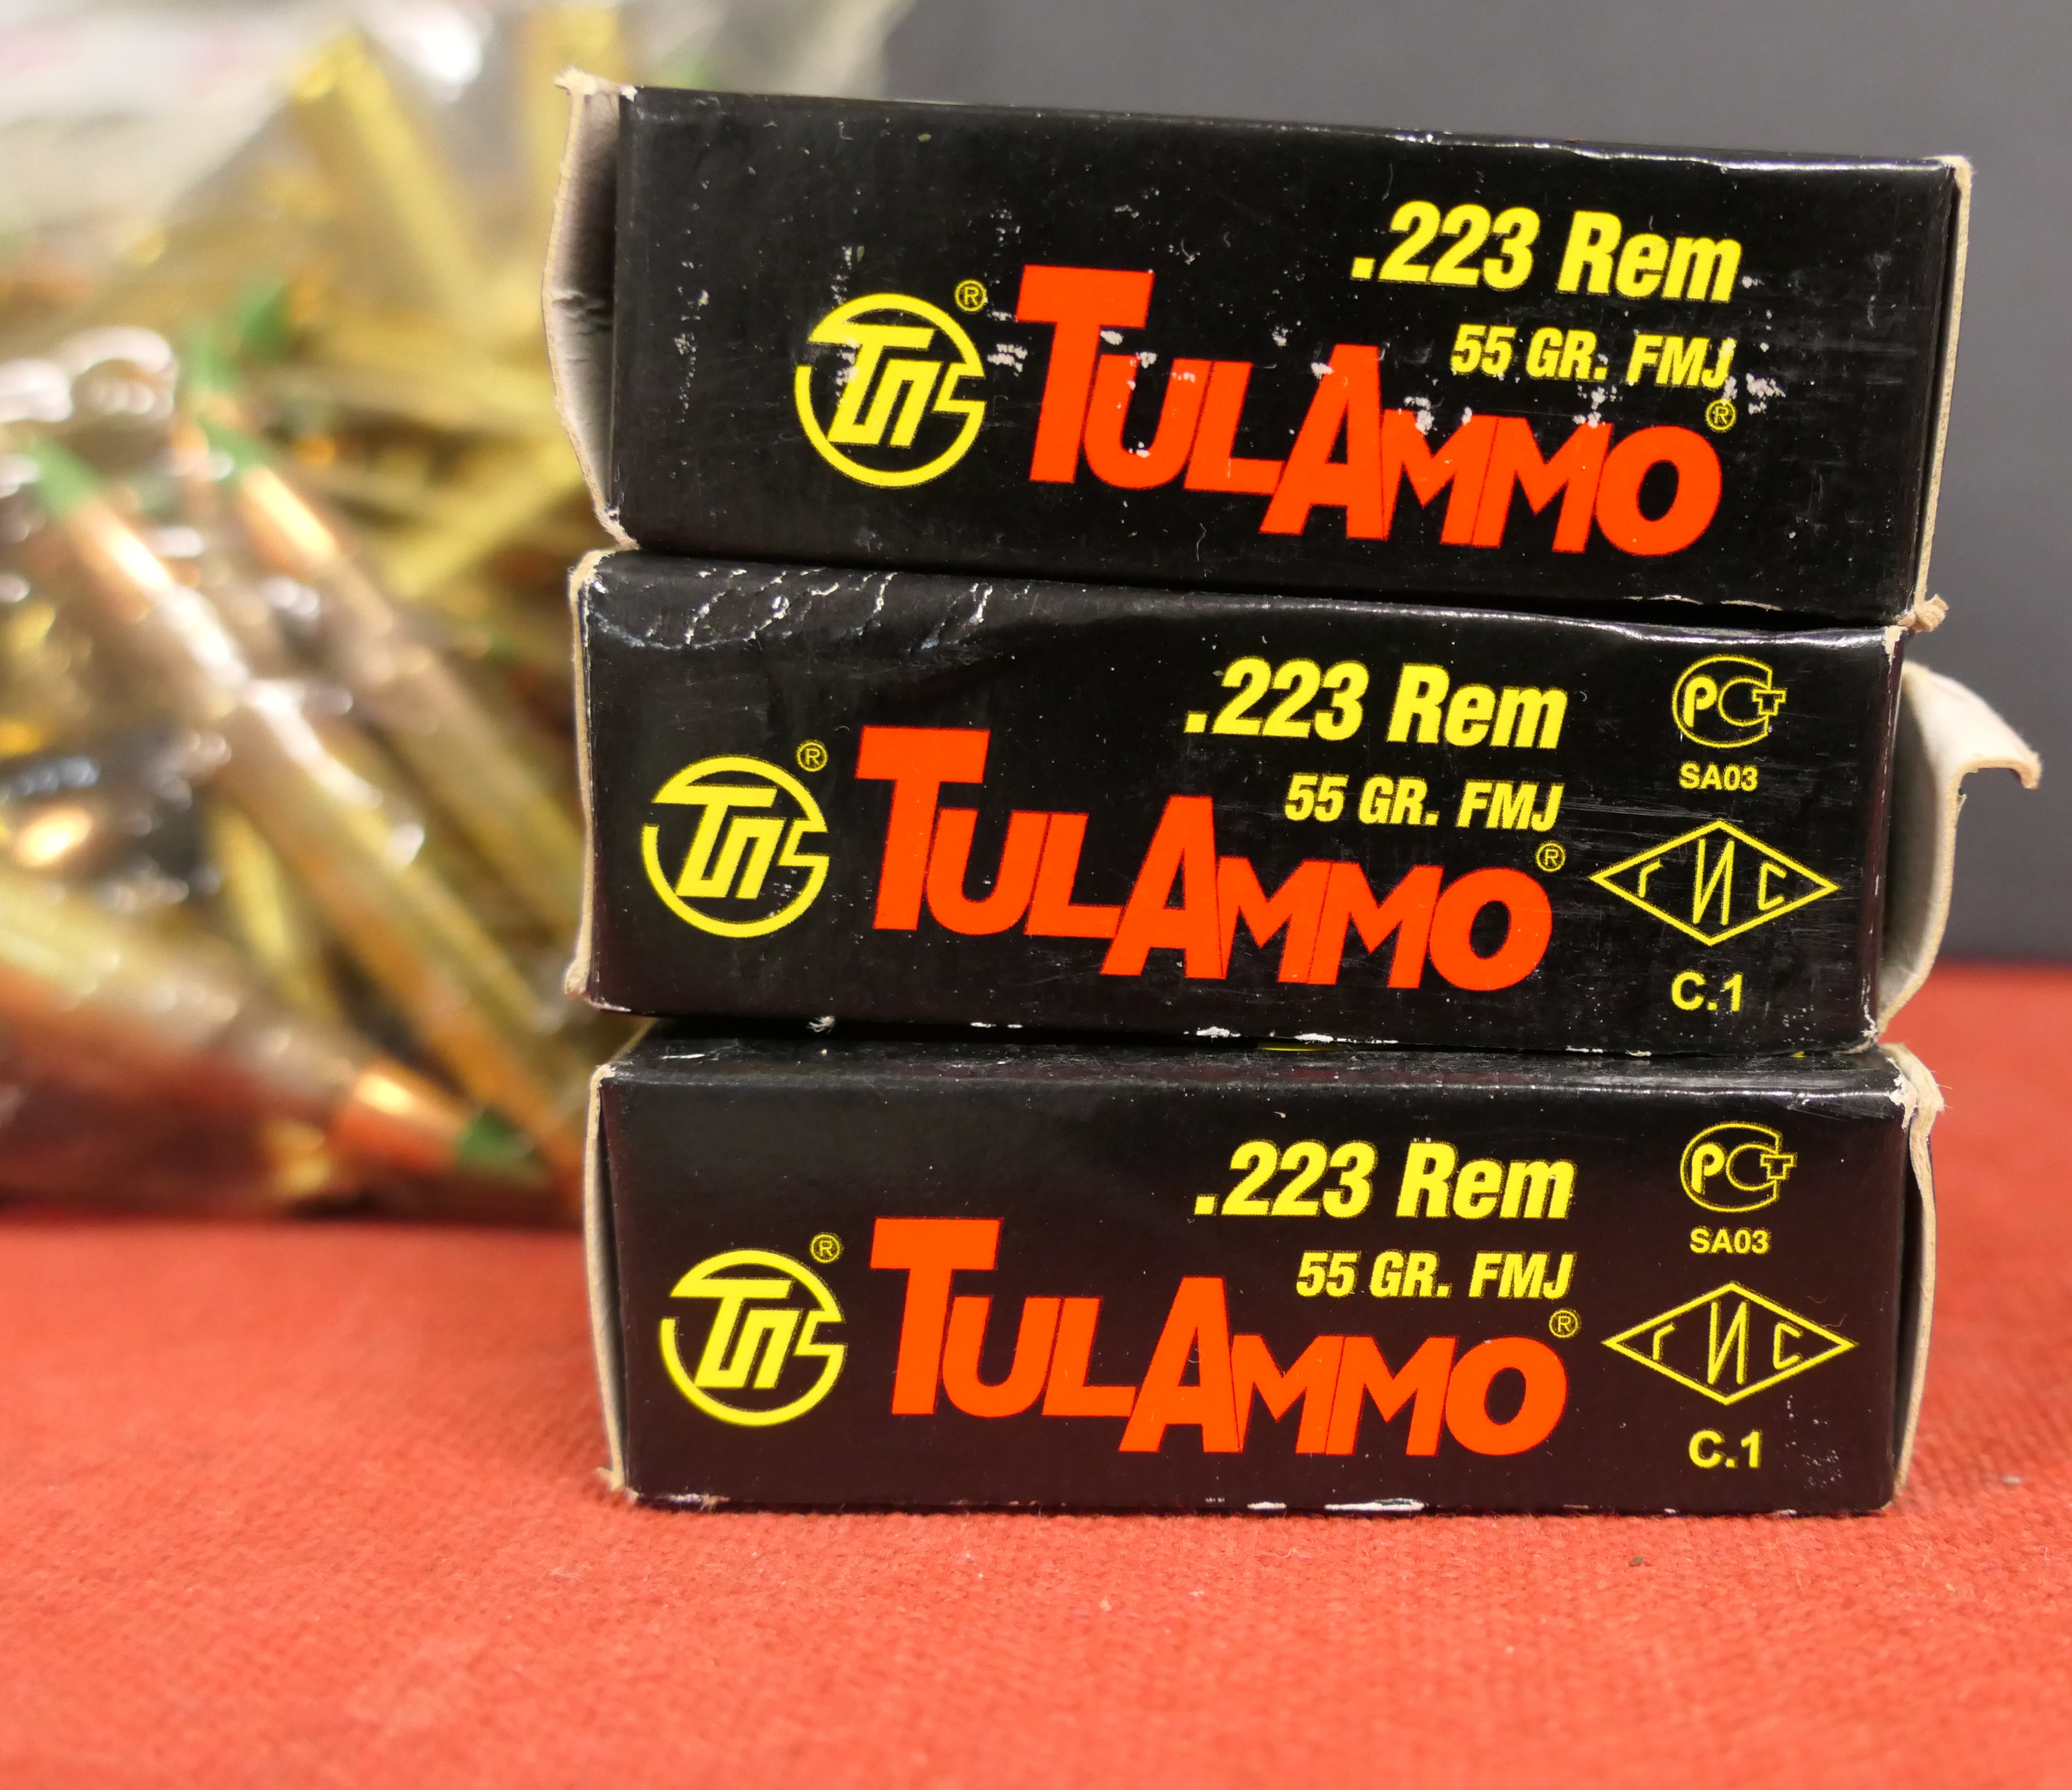 .223 Rem
55 GR. FMJ
®
TULAMMO®
.223 Rem
55 GR. FMJ
®
TULAMMO®
РСТ
SA03
ГИС
C.1
.223 Rem
55 GR. FMJ
®
TULAMMO®
РСТ
SA03
ГИС
C.1